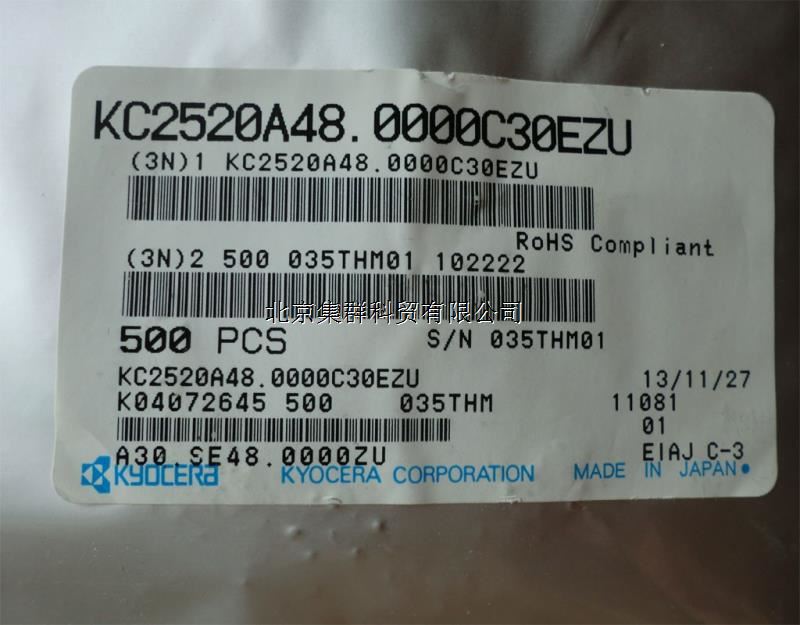 KC2520A48.0000C30EZU
(3N)1 KC2520A48.0000C30EZU
RoHS Compliant
(3N)2 500 035THM01 102222
北京集群科贸有限公司
500 PCS S/N 035THM01
KC2520A48.0000C30EZU 13/11/27
K04072645 500 035THM 11081
01
A30 SE48.0000ZU EIAJ C-3
KYOCERA KYOCERA CORPORATION MADE IN JAPAN